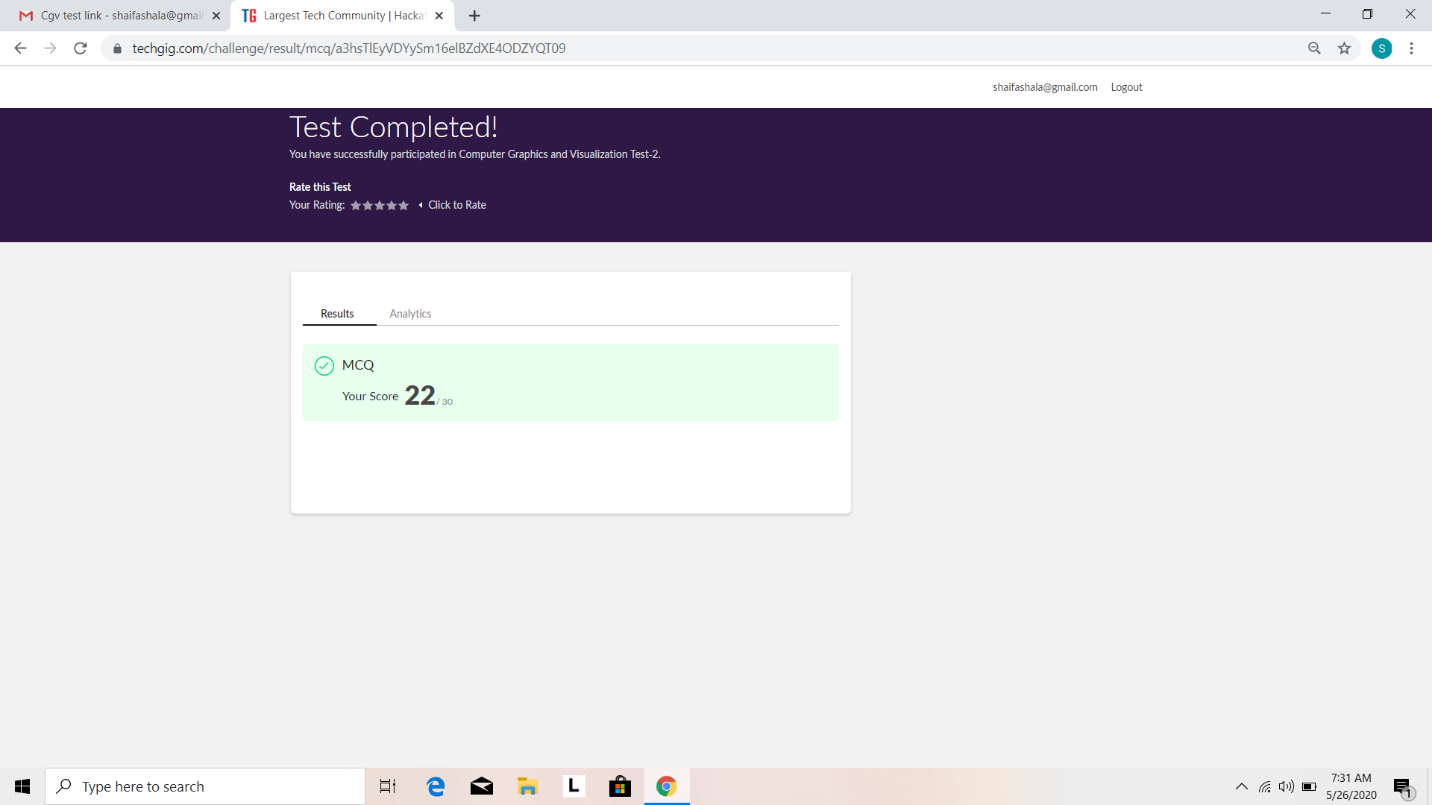 Cgv test link - shaifashala@gmail
TG Largest Tech Community | Hacka
techgig.com/challenge/result/mcq/a3hsTlEyVDYySm16elBZdXE4ODZYQT09
S
shaifashala@gmail.com Logout
Test Completed!
You have successfully participated in Computer Graphics and Visualization Test-2.
Rate this Test
Your Rating: Click to Rate
Results Analytics
MCQ
Your Score 22 / 30
Type here to search
L
7:31 AM
5/26/2020
1